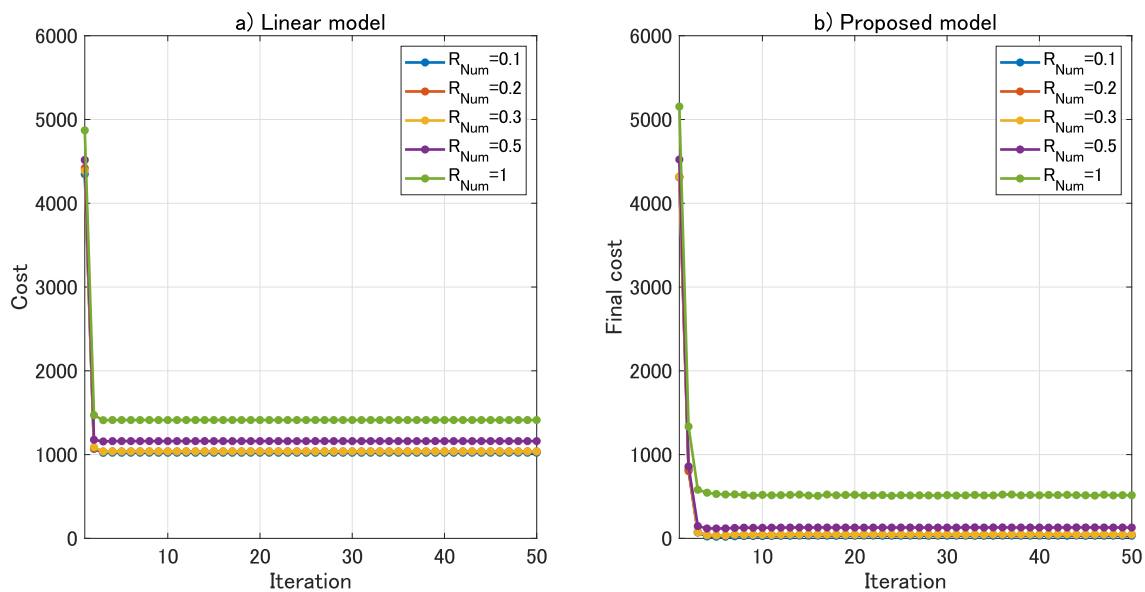 a) Linear model
6000
5000
4000
3000
2000
1000
0
Cost
10
20
30
40
50
Iteration
R_Num=0.1
R_Num=0.2
R_Num=0.3
R_Num=0.5
R_Num=1
b) Proposed model
6000
5000
4000
3000
2000
1000
0
Final cost
10
20
30
40
50
Iteration
R_Num=0.1
R_Num=0.2
R_Num=0.3
R_Num=0.5
R_Num=1